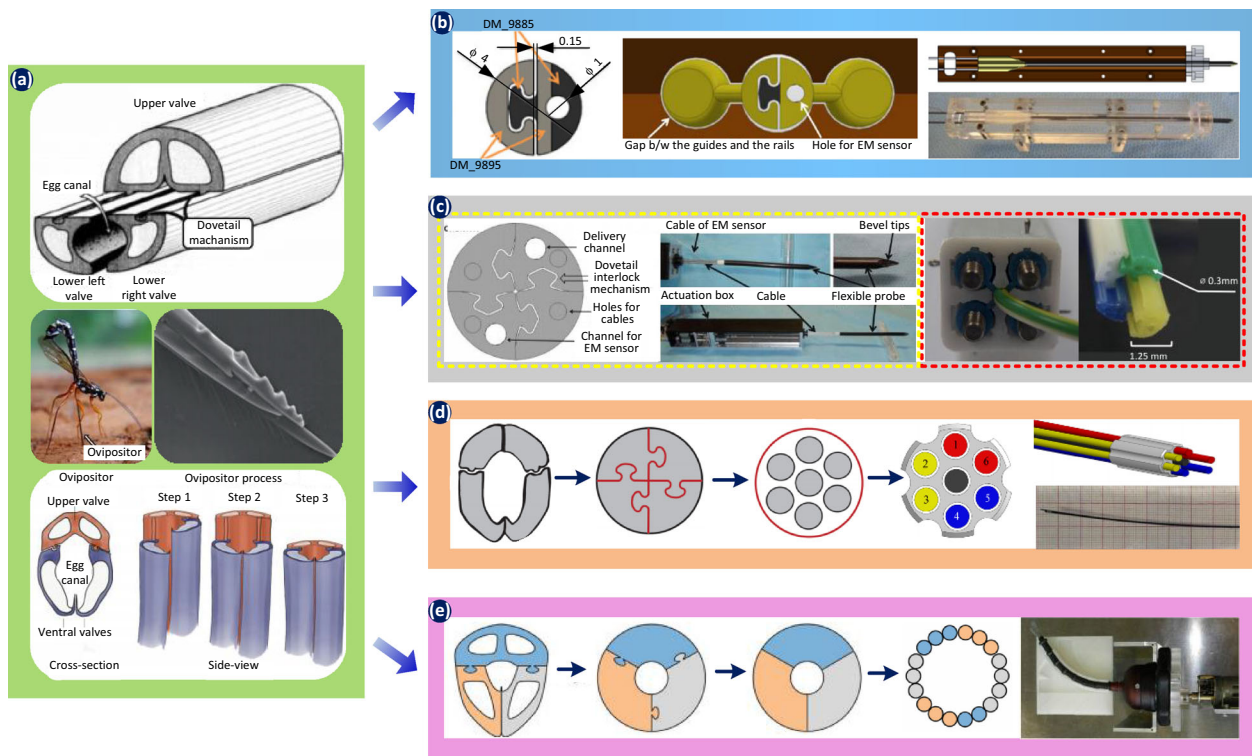 (a)
Upper valve
Egg canal
Dovetail
machanism
Lower left
valve
Lower
right valve
Ovipositor
Ovipositor
Ovipositor process
Upper valve
Step 1
Step 2
Step 3
Egg
canal
Ventral valves
Cross-section
Side-view
(b)
DM_9885
0.15
ϕ 4
ϕ 1
DM_9895
Gap b/w the guides and the rails
Hole for EM sensor
(c)
Delivery
channel
Dovetail
interlock
mechanism
Holes for
cables
Channel for
EM sensor
Cable of EM sensor
Bevel tips
Actuation box
Cable
Flexible probe
ø 0.3mm
1.25 mm
(d)
1
2
6
3
5
4
(e)